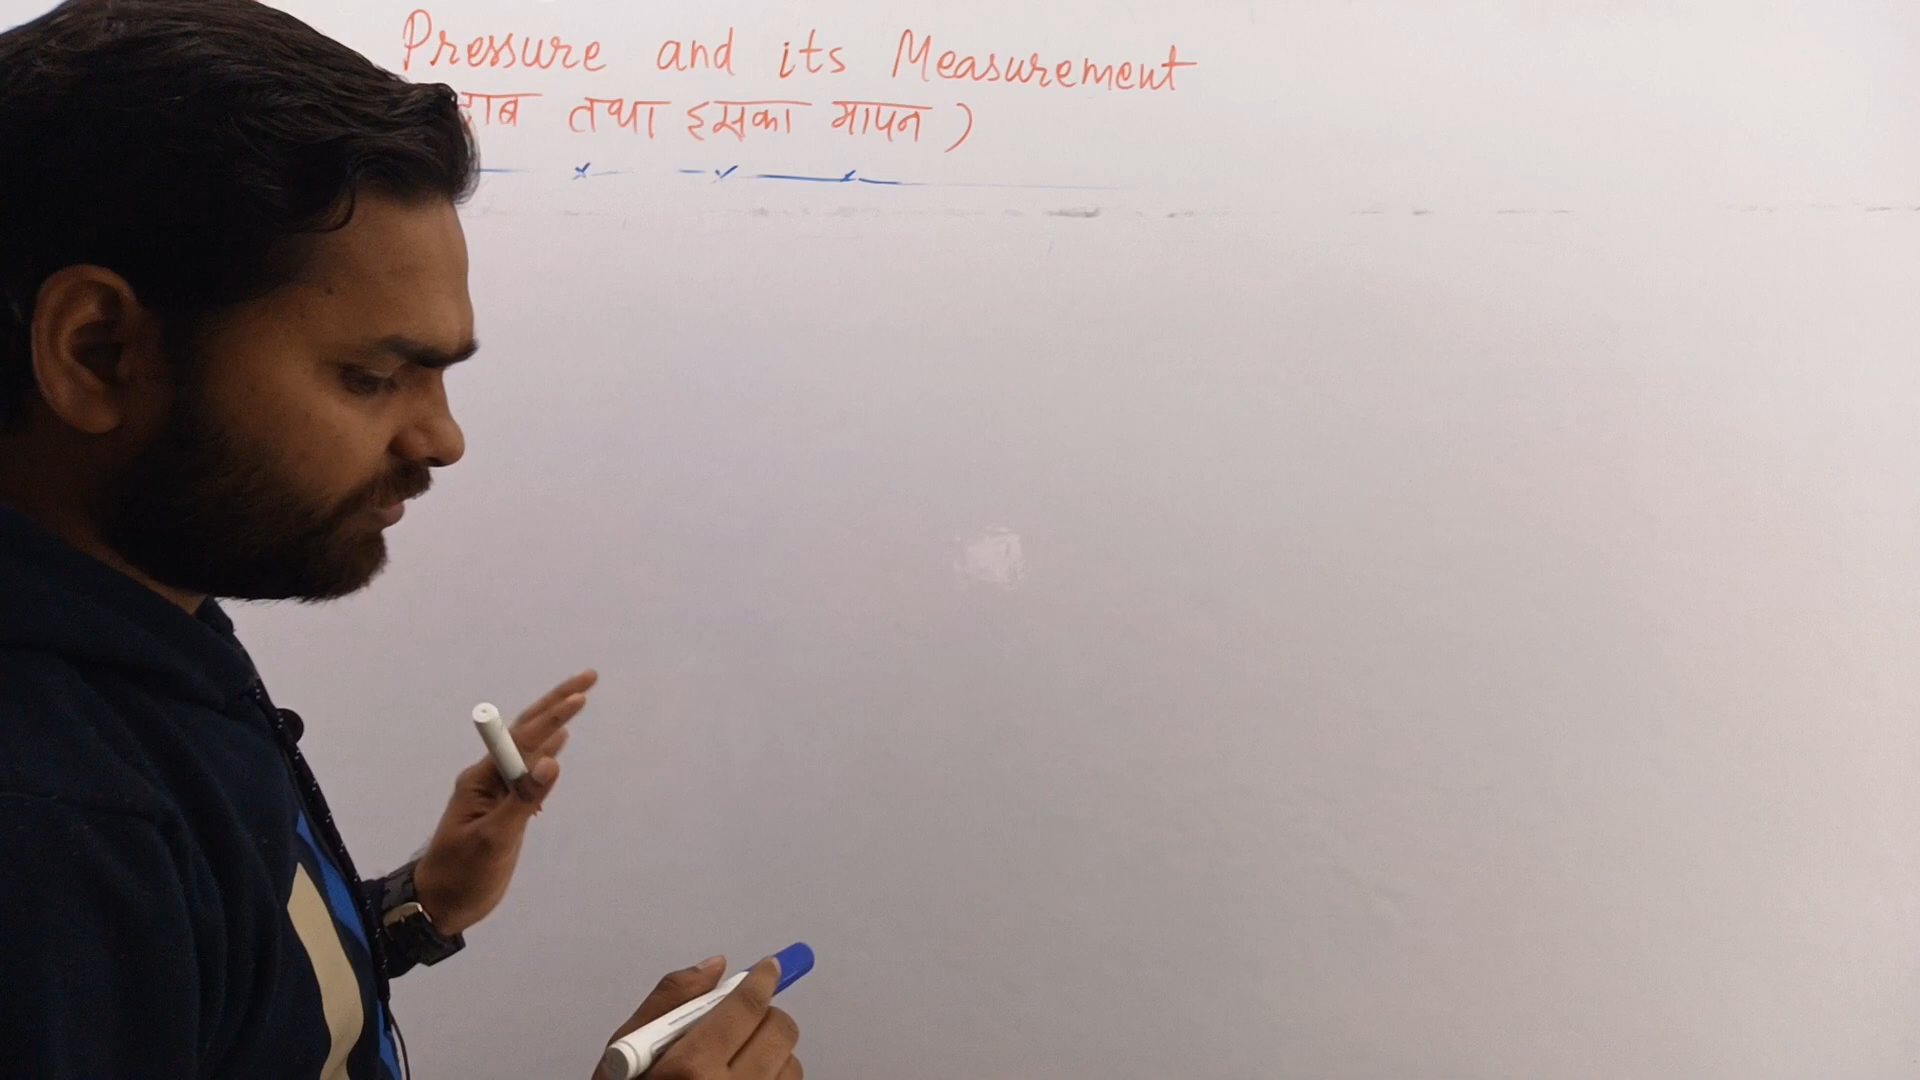 Pressure and its Measurement
दाब तथा इसका मापन )